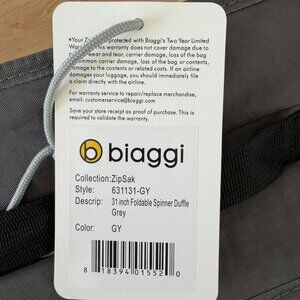 protected with Biaggi's Two Year Limited
This warranty does not cover damage due to
wear and tear, carrier damage, loss of the bag
common carrier damage, loss of the bag, or contents,
damage to the contents or related costs. If an airline
damages your luggage, you should immediately file
a claim directly with the airline.
For warranty service to repair/replace merchandise,
email: customerservice@biaggi.com
Save your store receipt as proof of purchase. This is
required to validate the warranty.
b biaggi
Collection:ZipSak
Style: 631131-GY
Descrip: 31 inch Foldable Spinner Duffle
Grey
Color: GY
8 18394 01552 0